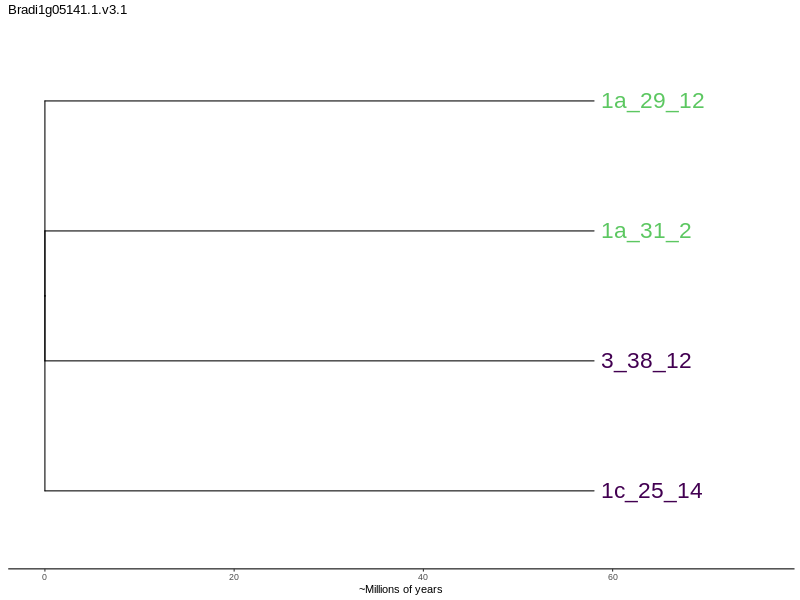 Bradi1g05141.1.v3.1
1a_29_12
1a_31_2
3_38_12
1c_25_14
0 20 40 60
~Millions of years